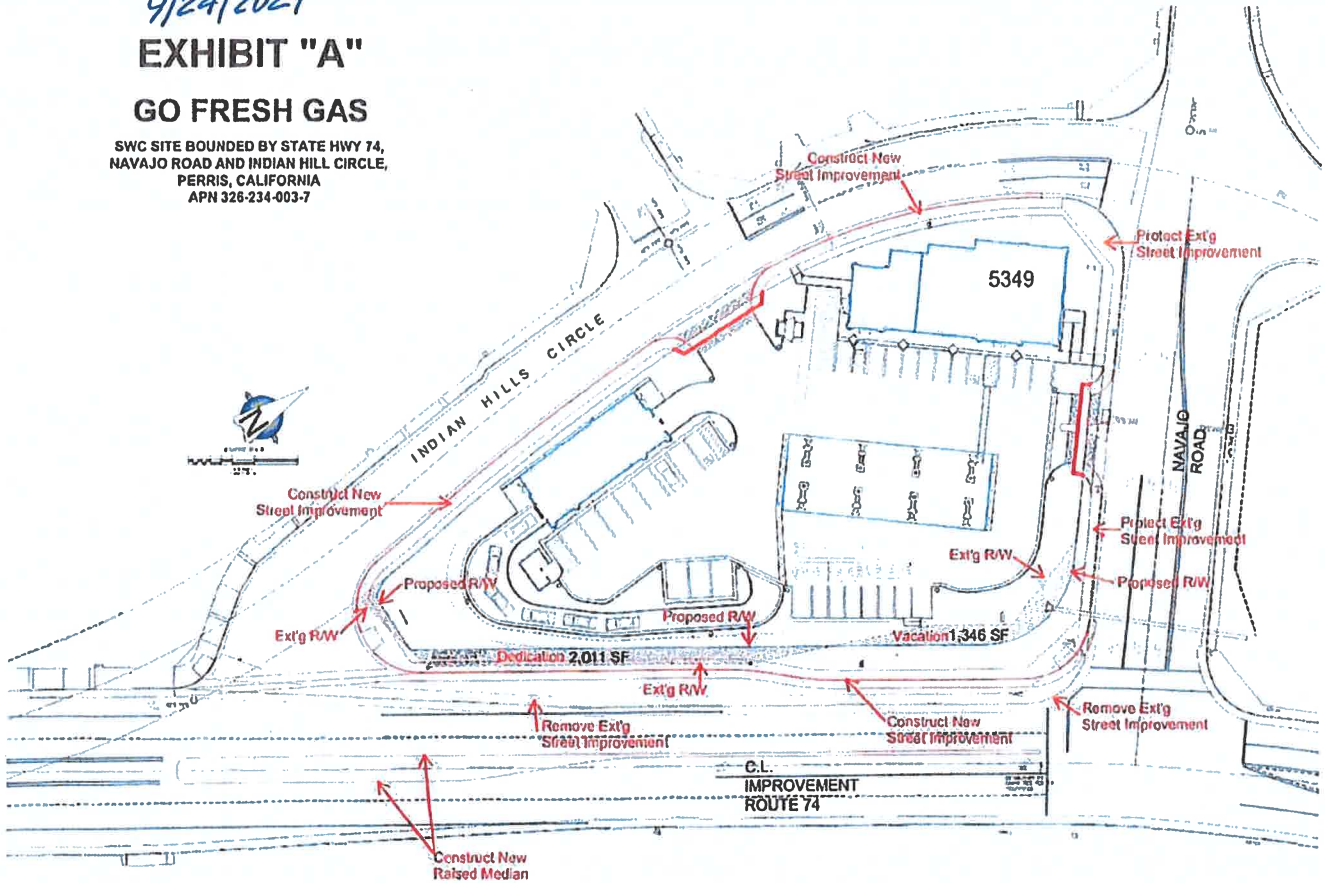 9/24/2021
EXHIBIT "A"
GO FRESH GAS
SWC SITE BOUNDED BY STATE HWY 74,
NAVAJO ROAD AND INDIAN HILL CIRCLE,
PERRIS, CALIFORNIA
APN 326-234-003-7
Construct New
Street Improvement
Protect Ext'g
Street Improvement
5349
INDIAN HILLS CIRCLE
N
NAVAJO
ROAD
Construct New
Street Improvement
Protect Ext'g
Street Improvement
Ext'g R/W
Proposed R/W
Proposed R/W
Proposed R/W
Ext'g R/W
Vacation 1,346 SF
Dedication 2,011 SF
Ext'g R/W
Remove Ext'g
Street Improvement
Construct New
Street Improvement
Remove Ext'g
Street Improvement
C.L.
IMPROVEMENT
ROUTE 74
Construct New
Raised Median